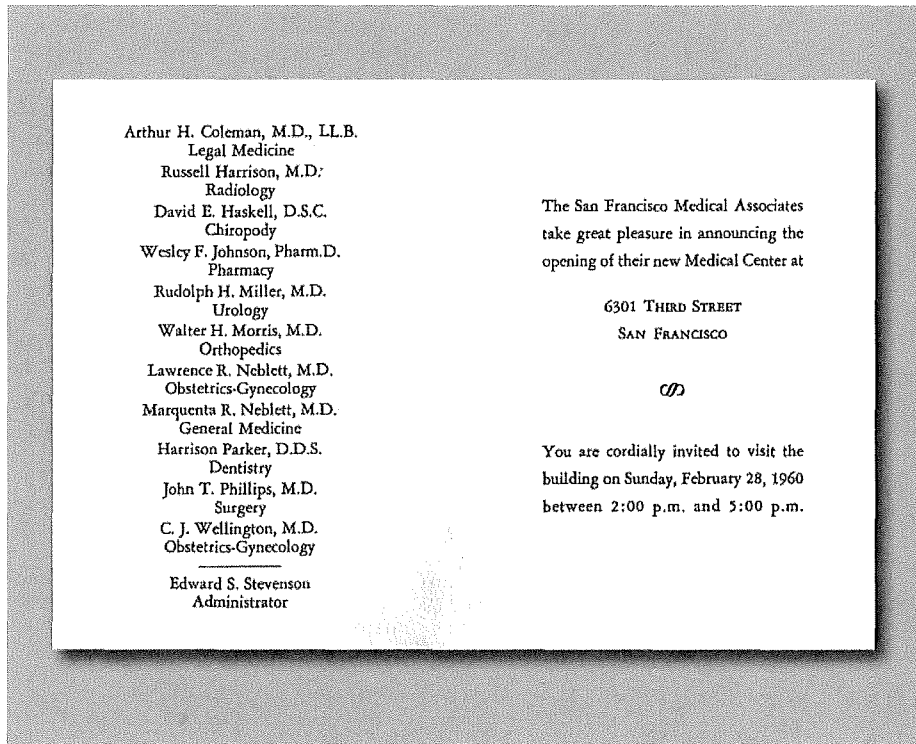 Arthur H. Coleman, M.D., LL.B.
Legal Medicine
Russell Harrison, M.D.
Radiology
David E. Haskell, D.S.C.
Chiropody
Wesley F. Johnson, Pharm.D.
Pharmacy
Rudolph H. Miller, M.D.
Urology
Walter H. Morris, M.D.
Orthopedics
Lawrence R. Neblett, M.D.
Obstetrics-Gynecology
Marquenta R. Neblett, M.D.
General Medicine
Harrison Parker, D.D.S.
Dentistry
John T. Phillips, M.D.
Surgery
C. J. Wellington, M.D.
Obstetrics-Gynecology
Edward S. Stevenson
Administrator
The San Francisco Medical Associates
take great pleasure in announcing the
opening of their new Medical Center at
6301 THIRD STREET
SAN FRANCISCO
You are cordially invited to visit the
building on Sunday, February 28, 1960
between 2:00 p.m. and 5:00 p.m.